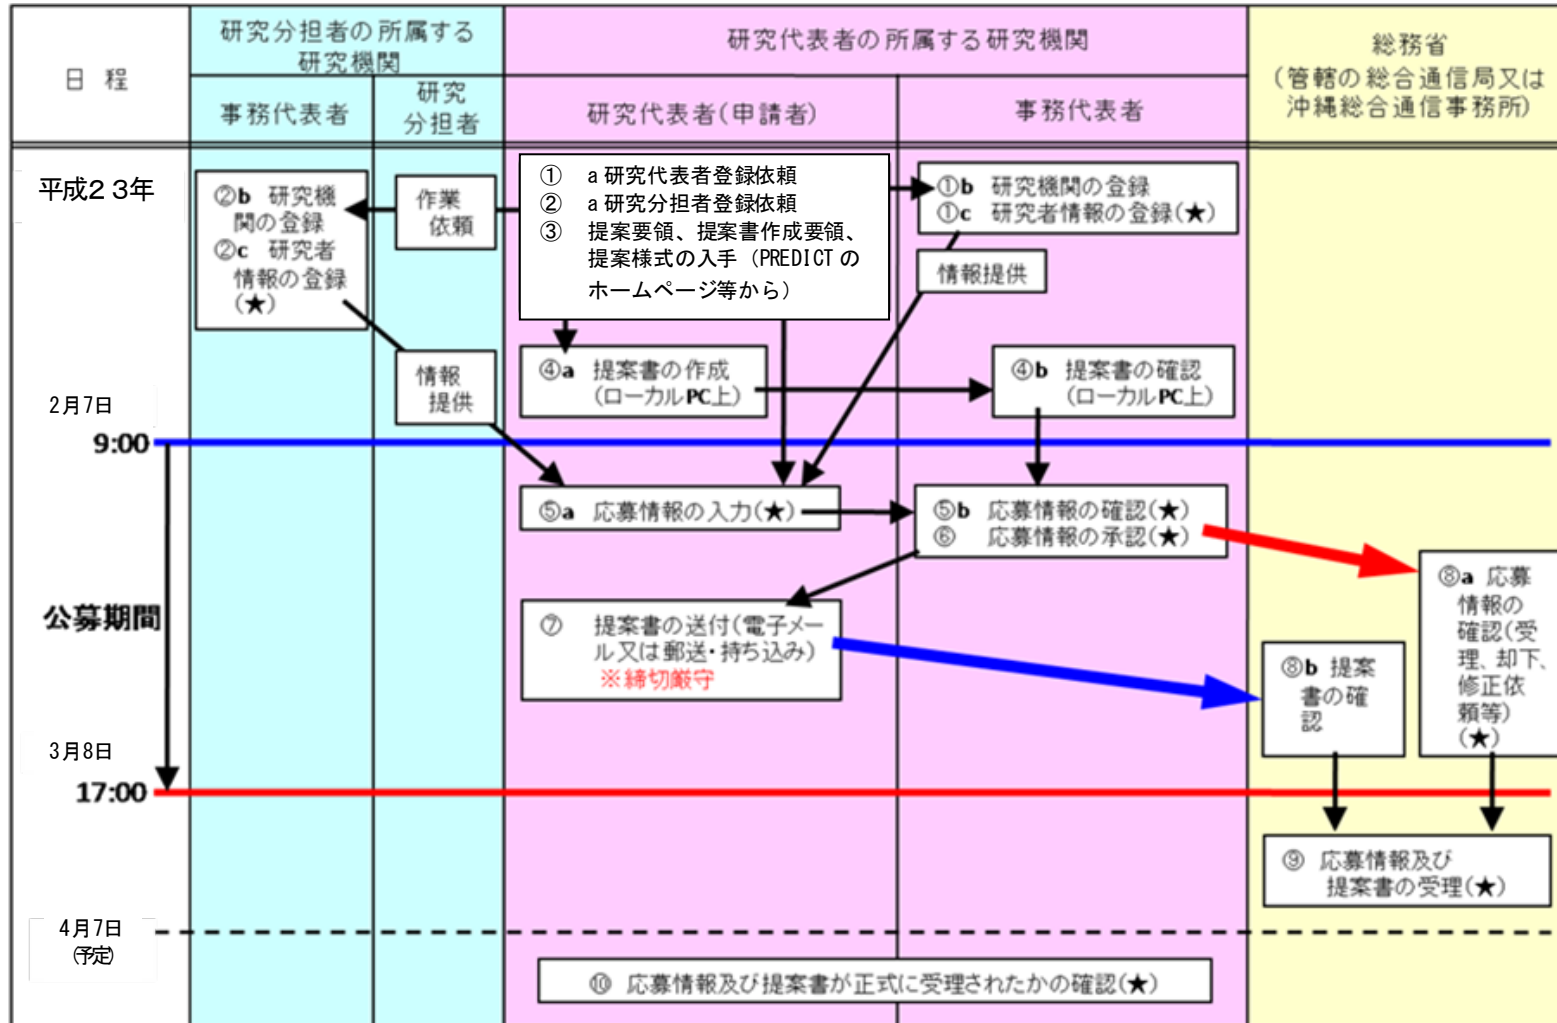 日 程
研究分担者の所属する
研究機関
事務代表者
研究
分担者
研究代表者の所属する研究機関
研究代表者(申請者)
事務代表者
総務省
(管轄の総合通信局又は
沖縄総合通信事務所)
平成23年
②b 研究機
関の登録
②c 研究者
情報の登録
(★)
作業
依頼
① a 研究代表者登録依頼
② a 研究分担者登録依頼
③ 提案要領、提案書作成要領、
提案様式の入手（PREDICTの
ホームページ等から）
①b 研究機関の登録
①c 研究者情報の登録(★)
情報提供
情報
提供
④a 提案書の作成
(ローカルPC上)
④b 提案書の確認
(ローカルPC上)
2月7日
9:00
⑤a 応募情報の入力(★)
⑤b 応募情報の確認(★)
⑥ 応募情報の承認(★)
公募期間
⑦ 提案書の送付(電子メー
ル又は郵送・持ち込み)
※締切厳守
⑧a 応募
情報の
確認(受
理、却下、
修正依
頼等)
(★)
⑧b 提案
書の確
認
3月8日
17:00
⑨ 応募情報及び
提案書の受理(★)
4月7日
(予定)
⑩ 応募情報及び提案書が正式に受理されたかの確認(★)